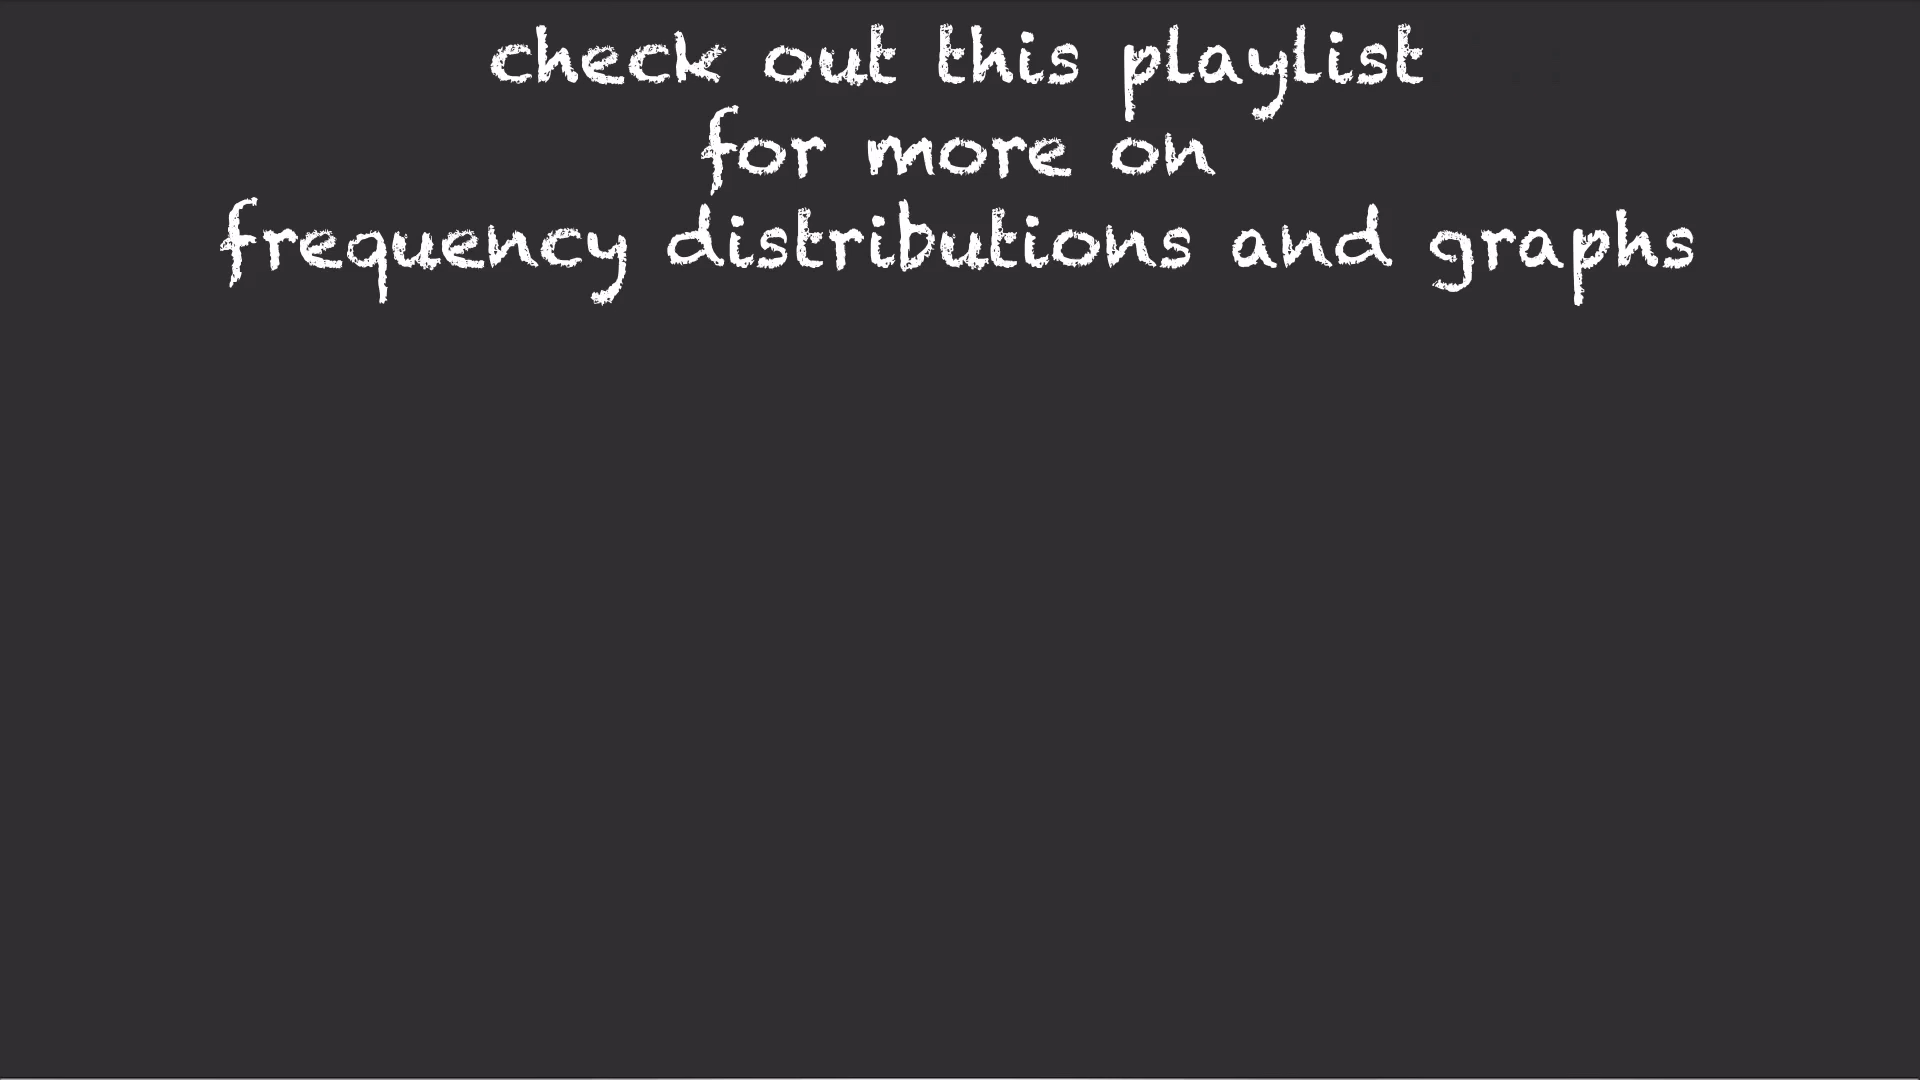 check out this playlist
for more on
frequency distributions and graphs